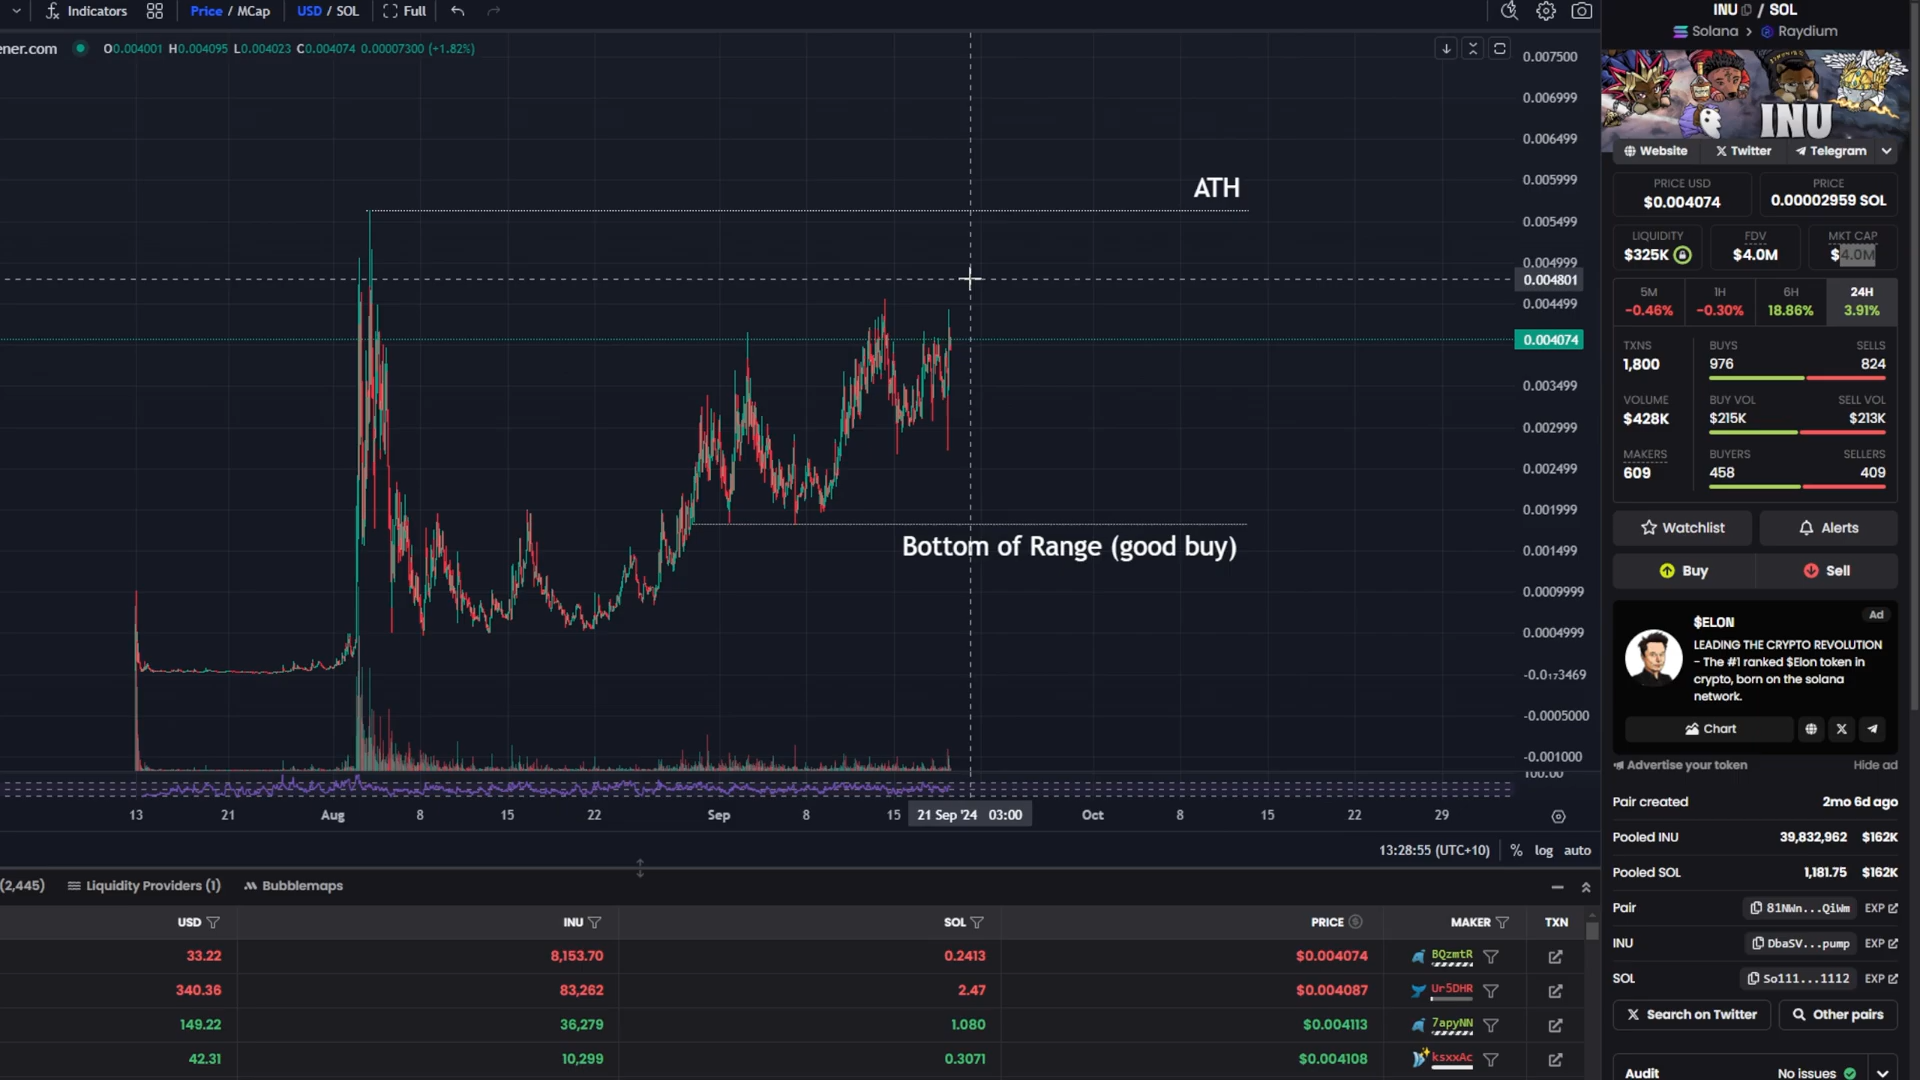 Indicators Price / MCap USD / SOL Full
ener.com O0.004001 H0.004095 L0.004023 C0.004074 0.00007300 (+1.82%)
0.007500
0.006999
0.006499
0.005999
0.005499
0.004999
0.004801
0.004499
0.004074
0.003499
0.002999
0.002499
0.001999
0.001499
0.0009999
0.0004999
-0.0₁₇3469
-0.0005000
-0.001000
100.00
ATH
Bottom of Range (good buy)
13 21 Aug 8 15 22 Sep 8 15 21 Sep '24 03:00 Oct 8 15 22 29
13:28:55 (UTC+10) % log auto
(2,445) Liquidity Providers (1) Bubblemaps
USD INU SOL PRICE MAKER TXN
33.22 8,153.70 0.2413 $0.004074 BQzmtR
340.36 83,262 2.47 $0.004087 Ur5DHR
149.22 36,279 1.080 $0.004113 7apyNN
42.31 10,299 0.3071 $0.004108 ksxxAc
INU / SOL
Solana > Raydium
INU
Website Twitter Telegram
PRICE USD PRICE
$0.004074 0.00002959 SOL
LIQUIDITY FDV MKT CAP
$325K $4.0M $4.0M
5M 1H 6H 24H
-0.46% -0.30% 18.86% 3.91%
TXNS BUYS SELLS
1,800 976 824
VOLUME BUY VOL SELL VOL
$428K $215K $213K
MAKERS BUYERS SELLERS
609 458 409
Watchlist Alerts
Buy Sell
Ad
$ELON
LEADING THE CRYPTO REVOLUTION
- The #1 ranked $Elon token in
crypto, born on the solana
network.
Chart
Advertise your token Hide ad
Pair created 2mo 6d ago
Pooled INU 39,832,962 $162K
Pooled SOL 1,181.75 $162K
Pair 81NWn...QiWm EXP
INU DbaSV...pump EXP
SOL So111...1112 EXP
Search on Twitter Other pairs
Audit No issues